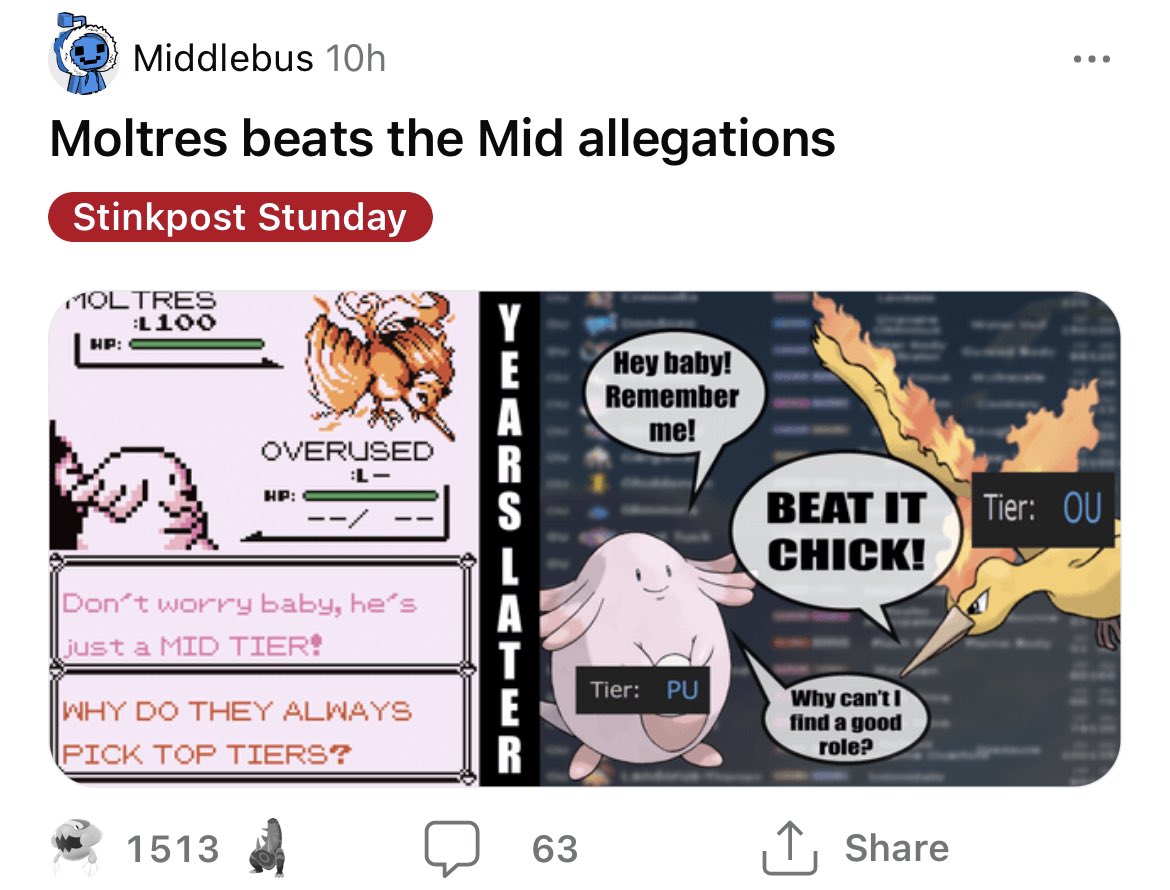 Middlebus 10h
Moltres beats the Mid allegations
Stinkpost Stunday
MOLTRES
:L100
HP:
OVERUSED
:L—
HP:
--/ --
Don't worry baby, he's
just a MID TIER!
WHY DO THEY ALWAYS
PICK TOP TIERS?
YEARS LATER
Hey baby!
Remember
me!
BEAT IT
CHICK!
Tier: OU
Tier: PU
Why can't I
find a good
role?
1513
63
Share